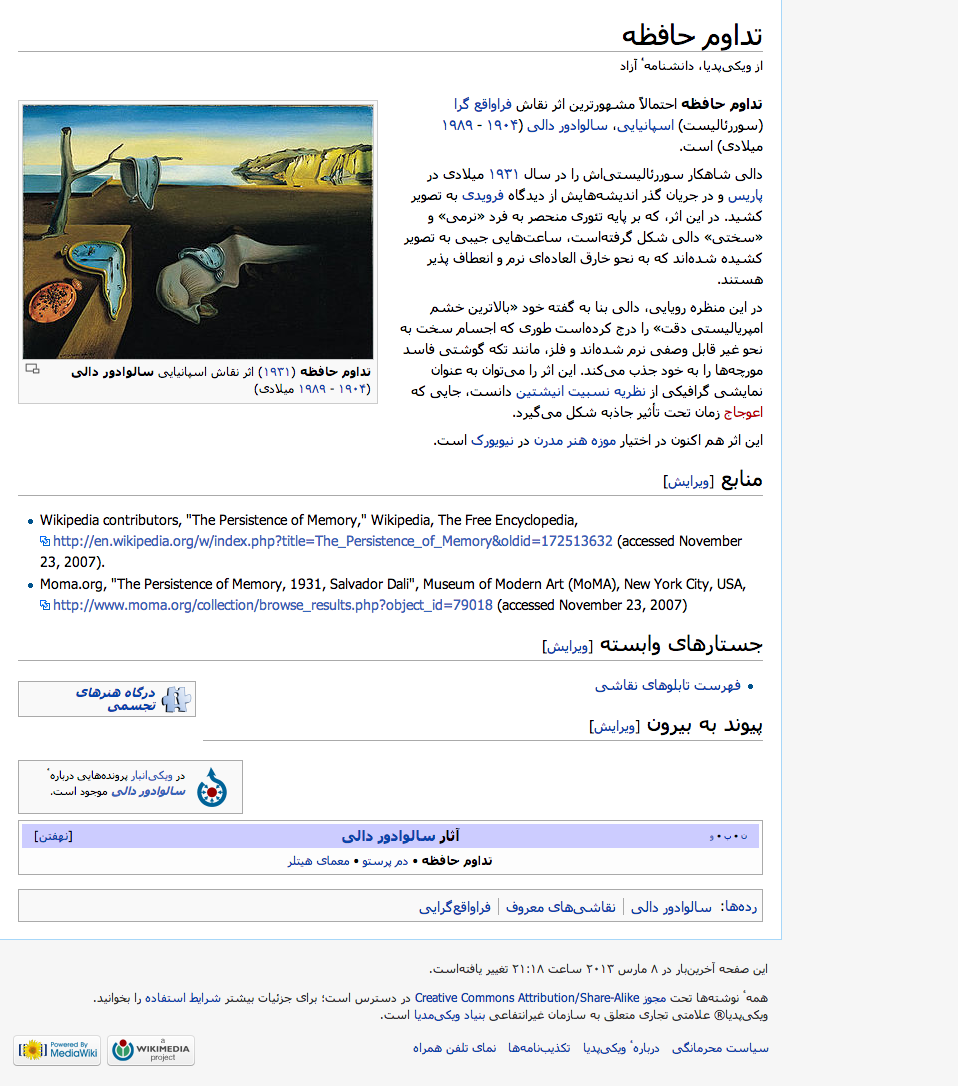 تداوم حافظه
از ویکی‌پدیا، دانشنامهٔ آزاد
تداوم حافظه احتمالاً مشهورترین اثر نقاش فراواقع گرا
(سوررئالیست) اسپانیایی، سالوادور دالی (۱۹۰۴ - ۱۹۸۹
میلادی) است.
دالی شاهکار سوررئالیستی‌اش را در سال ۱۹۳۱ میلادی در
پاریس و در جریان گذر اندیشه‌هایش از دیدگاه فرویدی به تصویر
کشید. در این اثر، که بر پایه تئوری منحصر به فرد «نرمی» و
«سختی» دالی شکل گرفته‌است، ساعت‌هایی جیبی به تصویر
کشیده شده‌اند که به نحو خارق العاده‌ای نرم و انعطاف پذیر
هستند.
در این منظره رویایی، دالی بنا به گفته خود «بالاترین خشم
امپریالیستی دقت» را درج کرده‌است طوری که اجسام سخت به
نحو غیر قابل وصفی نرم شده‌اند و فلز، مانند تکه گوشتی فاسد
مورچه‌ها را به خود جذب می‌کند. این اثر را می‌توان به عنوان
نمایشی گرافیکی از نظریه نسبیت انیشتین دانست، جایی که
اعوجاج زمان تحت تأثیر جاذبه شکل می‌گیرد.
این اثر هم اکنون در اختیار موزه هنر مدرن در نیویورک است.
تداوم حافظه (۱۹۳۱) اثر نقاش اسپانیایی سالوادور دالی
(۱۹۰۴ - ۱۹۸۹ میلادی)
منابع [ویرایش]
Wikipedia contributors, "The Persistence of Memory," Wikipedia, The Free Encyclopedia,
http://en.wikipedia.org/w/index.php?title=The_Persistence_of_Memory&oldid=172513632 (accessed November
23, 2007).
Moma.org, "The Persistence of Memory, 1931, Salvador Dali", Museum of Modern Art (MoMA), New York City, USA,
http://www.moma.org/collection/browse_results.php?object_id=79018 (accessed November 23, 2007)
جستارهای وابسته [ویرایش]
فهرست تابلوهای نقاشی
درگاه هنرهای
تجسمی
پیوند به بیرون [ویرایش]
در ویکی‌انبار پرونده‌هایی دربارهٔ
سالوادور دالی موجود است.
ن • ب • و
آثار سالوادور دالی
[نهفتن]
تداوم حافظه • دم پرستو • معمای هیتلر
رده‌ها: سالوادور دالی | نقاشی‌های معروف | فراواقع‌گرایی
این صفحه آخرین‌بار در ۸ مارس ۲۰۱۳ ساعت ۲۱:۱۸ تغییر یافته‌است.
همهٔ نوشته‌ها تحت مجوز Creative Commons Attribution/Share-Alike در دسترس است؛ برای جزئیات بیشتر شرایط استفاده را بخوانید.
ویکی‌پدیا® علامتی تجاری متعلق به سازمان غیرانتفاعی بنیاد ویکی‌مدیا است.
سیاست محرمانگی دربارهٔ ویکی‌پدیا تکذیب‌نامه‌ها نمای تلفن همراه
a
WIKIMEDIA
project
Powered By
MediaWiki